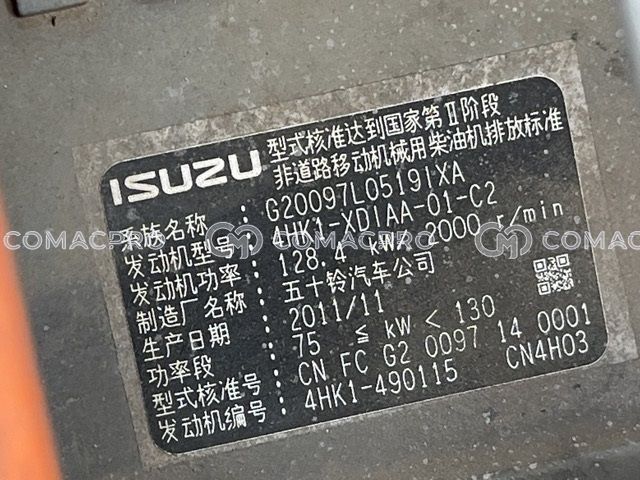 ISUZU
型式核准达到国家第Ⅱ阶段
非道路移动机械用柴油机排放标准
系族名称 : G20097L0519IXA
发动机型号 : 4HK1-XDIAA-01-C2
发动机功率 : 128.4 kW/ 2000 r/min
制造厂名称 : 五十铃汽车公司
生产日期 : 2011/11
功率段 : 75 ≦ kW < 130
型式核准号 : CN FC G2 0097 14 0001
发动机编号 : 4HK1-490115 CN4H03
COMACPRO
COMACPRO
COMACPRO